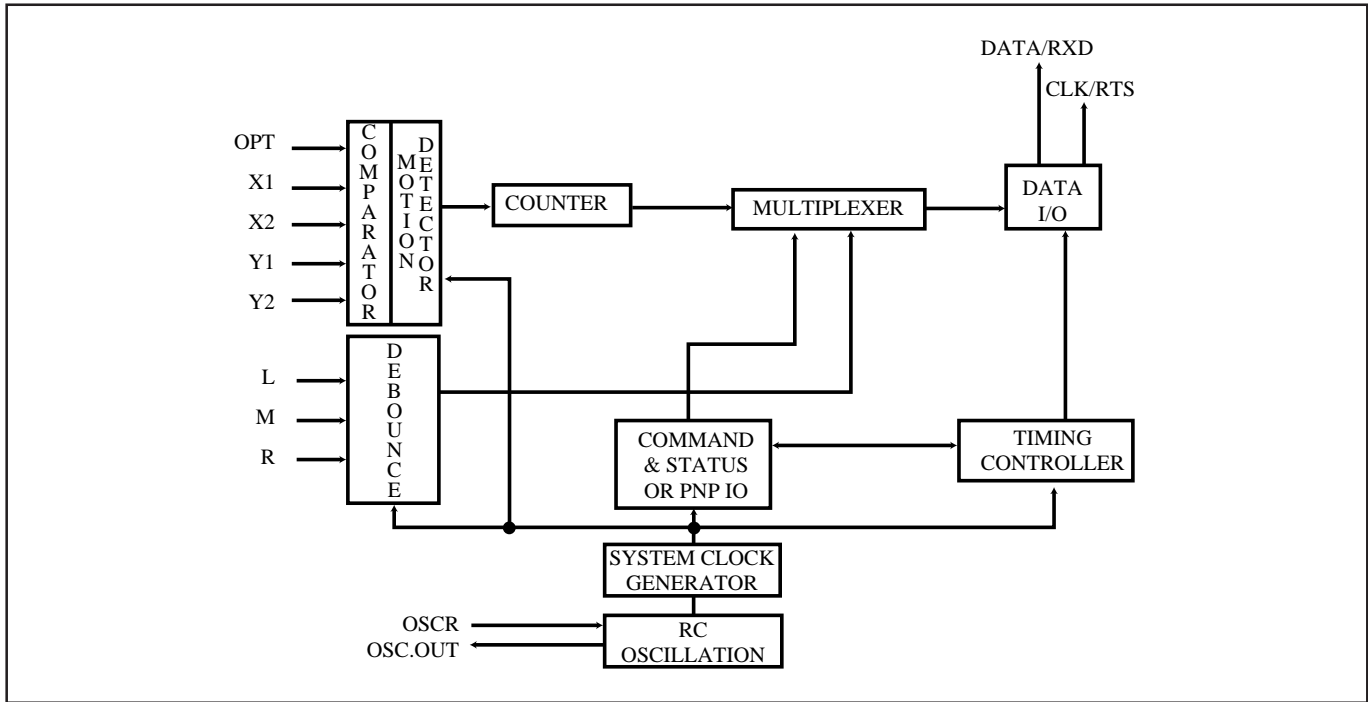 DATA/RXD
CLK/RTS
OPT
X1
X2
Y1
Y2
COMPARATOR
MOTION
DETECTOR
COUNTER
MULTIPLEXER
DATA
I/O
L
M
R
DEBOUNCE
COMMAND
& STATUS
OR PNP IO
TIMING
CONTROLLER
SYSTEM CLOCK
GENERATOR
OSCR
OSC.OUT
RC
OSCILLATION